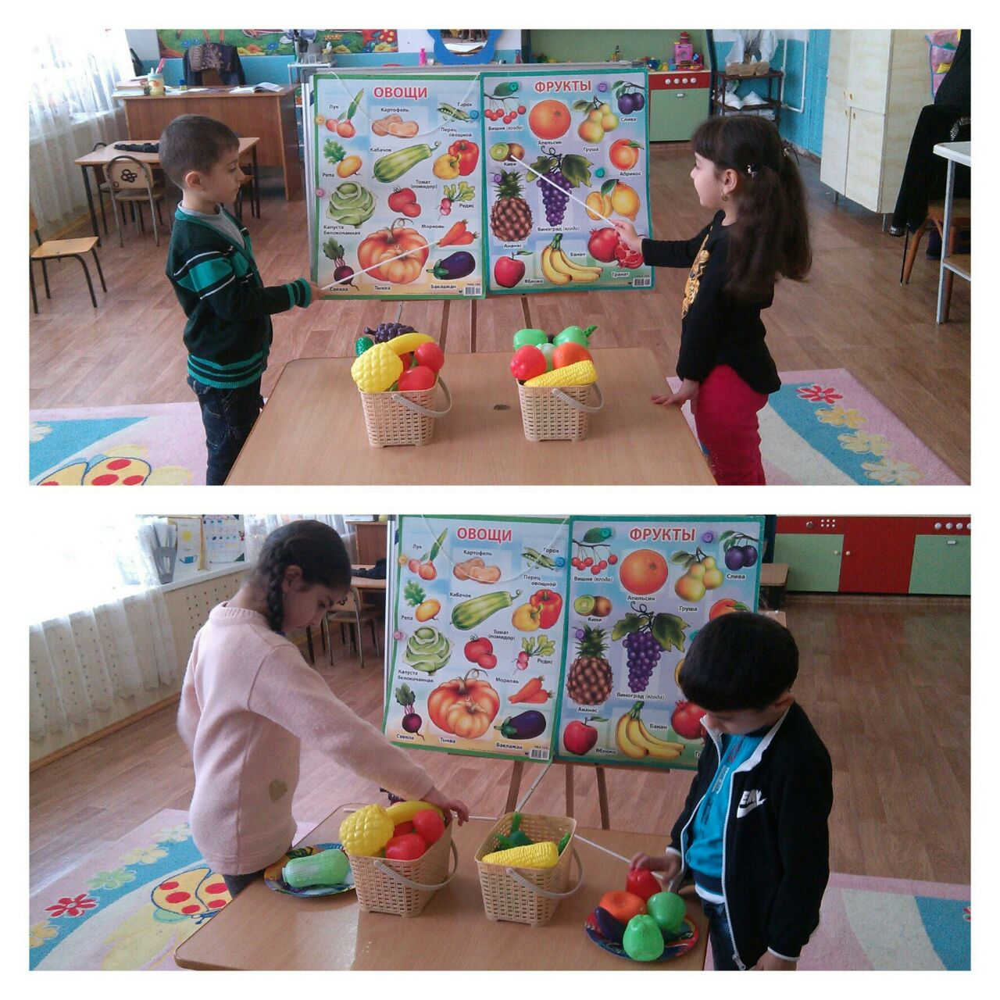 ОВОЩИ
Лук
Картофель
Горох
Перец
овощной
Кабачок
Репа
Томат
(помидор)
Редис
Капуста
белокочанная
Морковь
Свекла
Тыква
Баклажан
ФРУКТЫ
Вишня (ягода)
Апельсин
Груша
Слива
Киви
Абрикос
Ананас
Виноград (ягода)
Банан
Яблоко
Гранат
ОВОЩИ
Лук
Картофель
Горох
Перец
овощной
Кабачок
Репа
Томат
(помидор)
Редис
Капуста
белокочанная
Морковь
Свекла
Тыква
Баклажан
ФРУКТЫ
Вишня (ягода)
Апельсин
Груша
Слива
Киви
Ананас
Виноград (ягода)
Банан
Яблоко